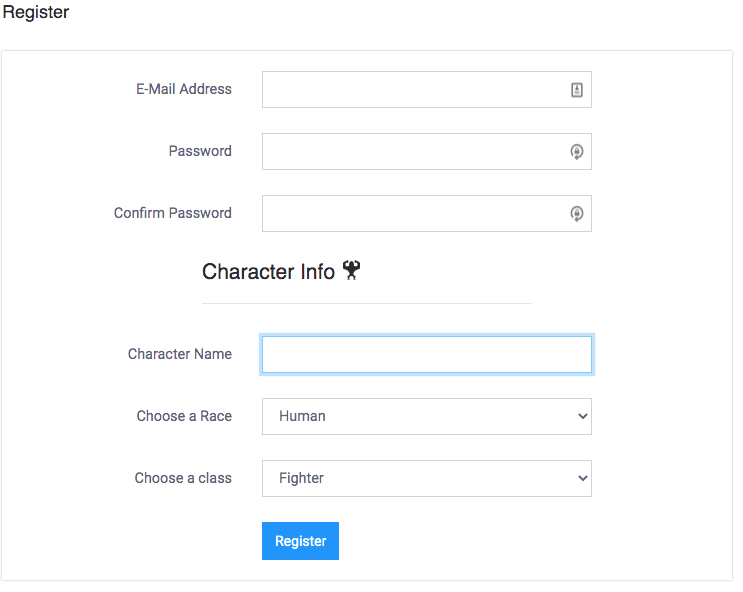 Register
E-Mail Address
Password
Confirm Password
Character Info
Character Name
Choose a Race Human
Choose a class Fighter
Register